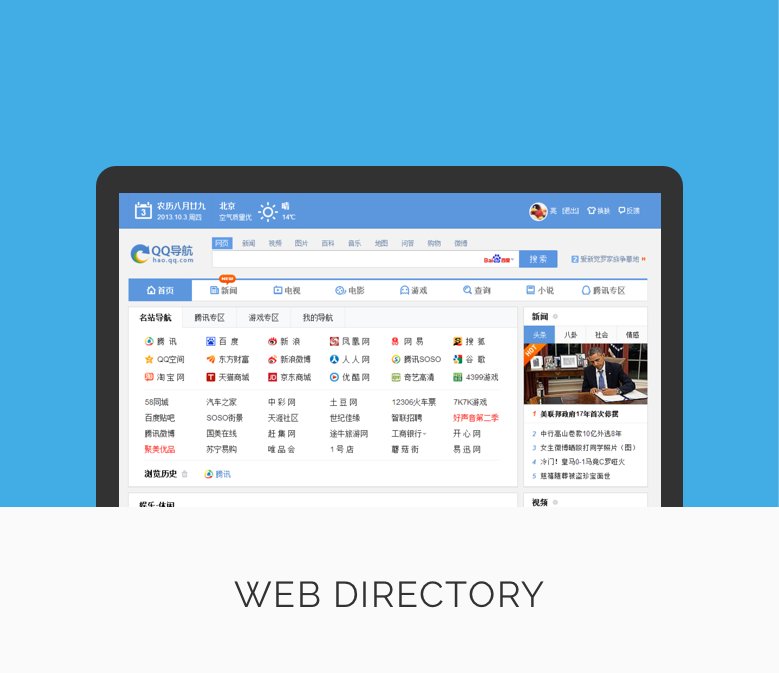 农历八月廿九 北京 晴
3 2013.10.3 周四 空气质量优 14℃
英 [退出] 换肤 反馈
QQ导航
hao.qq.com
网页 新闻 视频 图片 百科 音乐 地图 问答 购物 微博
Bai百度 搜 索
NEW
首页 新闻 电视 电影 游戏 查询 小说 腾讯专区
名站导航 腾讯专区 游戏专区 我的导航
腾 讯 百 度 新 浪 凤 凰 网 网 易 搜 狐
QQ空间 东方财富 新浪微博 人 人 网 腾讯SOSO 谷 歌
淘 宝 网 天猫商城 京东商城 优 酷 网 奇艺高清 4399游戏
58同城 汽车之家 中 彩 网 土 豆 网 12306火车票 7K7K游戏
百度贴吧 SOSO街景 天涯社区 世纪佳缘 智联招聘 好声音第二季
腾讯微博 国美在线 赶 集 网 途牛旅游网 工商银行 开 心 网
聚美优品 苏宁易购 唯 品 会 1 号 店 蘑 菇 街 易 迅 网
浏览历史 腾讯
娱乐·休闲
新闻
头条 八卦 社会 情感
HOT
1 美联邦政府17年首次停摆
2 中行高山卷款10亿外逃8年
3 女生微博晒殴打同学照片（图）
4 冷门！皇马0-1马竞C罗哑火
5 慈禧随葬被盗珍宝面世
视频
WEB DIRECTORY